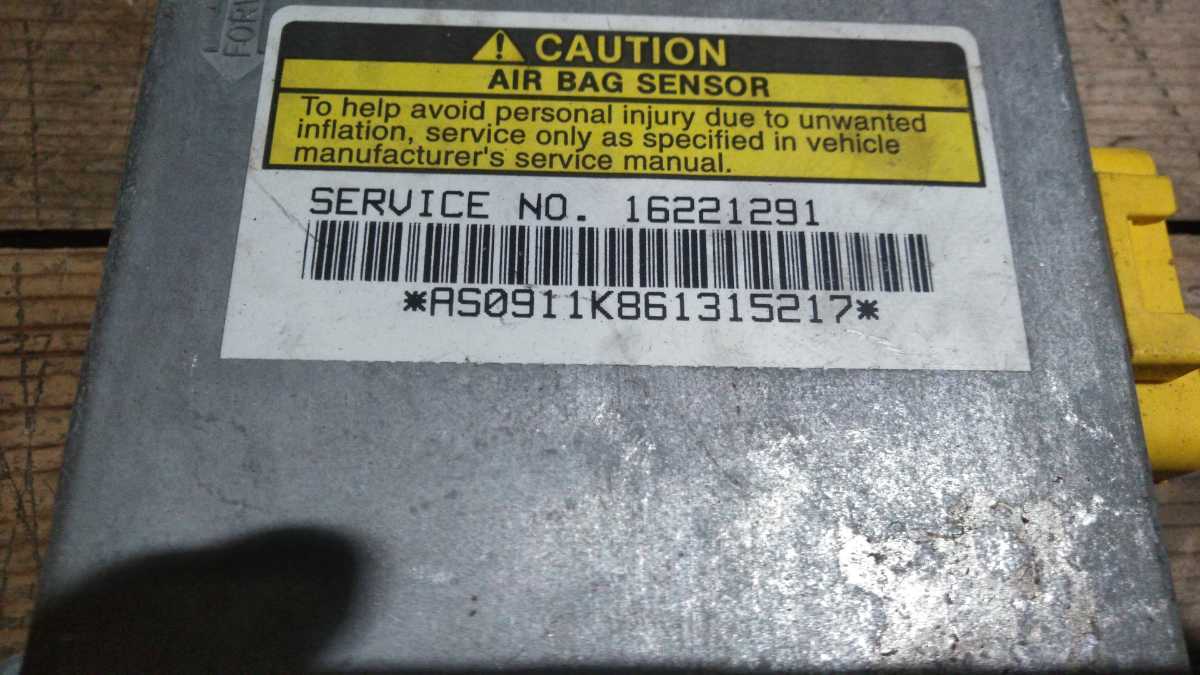 FORW
CAUTION
AIR BAG SENSOR
To help avoid personal injury due to unwanted
inflation, service only as specified in vehicle
manufacturer's service manual.
SERVICE NO. 16221291
*AS0911K861315217*